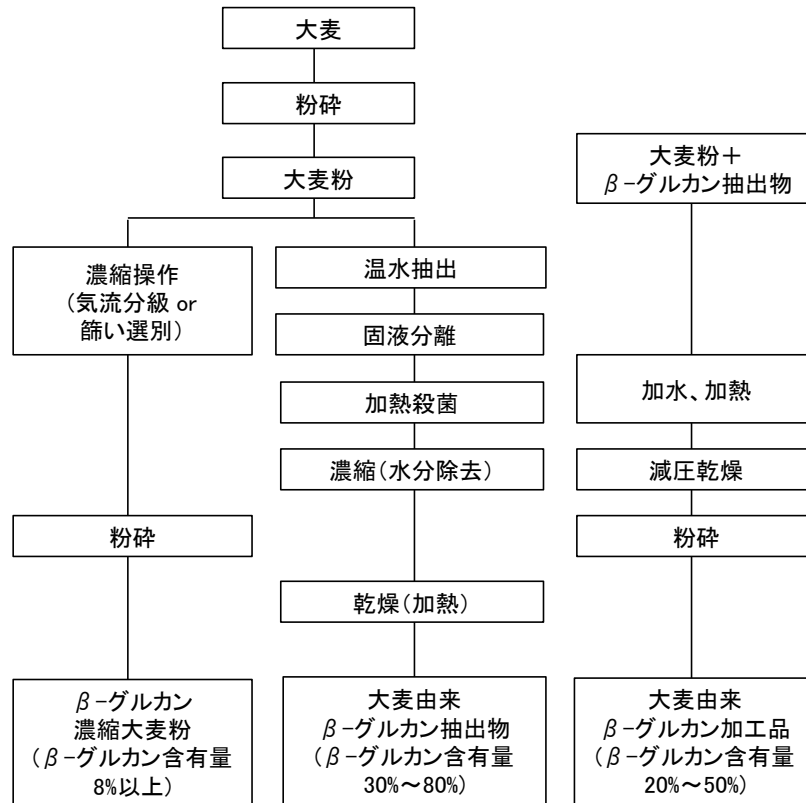 大麦
粉砕
大麦粉
濃縮操作
(気流分級 or
篩い選別)
粉砕
β-グルカン
濃縮大麦粉
(β-グルカン含有量
8%以上)
温水抽出
固液分離
加熱殺菌
濃縮(水分除去)
乾燥(加熱)
大麦由来
β-グルカン抽出物
(β-グルカン含有量
30%~80%)
大麦粉+
β-グルカン抽出物
加水、加熱
減圧乾燥
粉砕
大麦由来
β-グルカン加工品
(β-グルカン含有量
20%~50%)